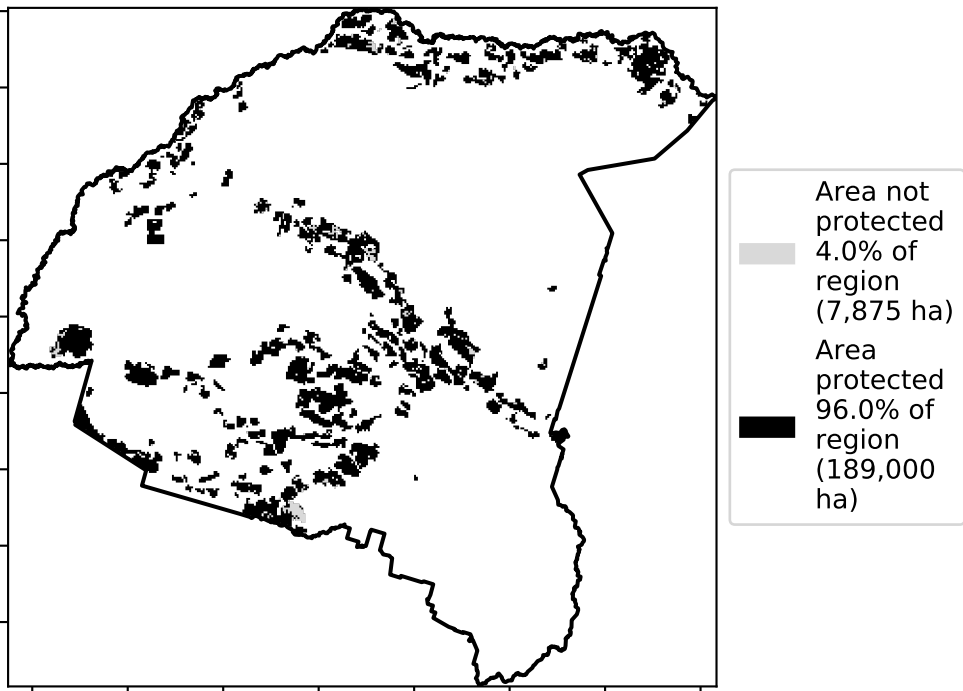 Area not
protected
4.0% of
region
(7,875 ha)
Area
protected
96.0% of
region
(189,000
ha)